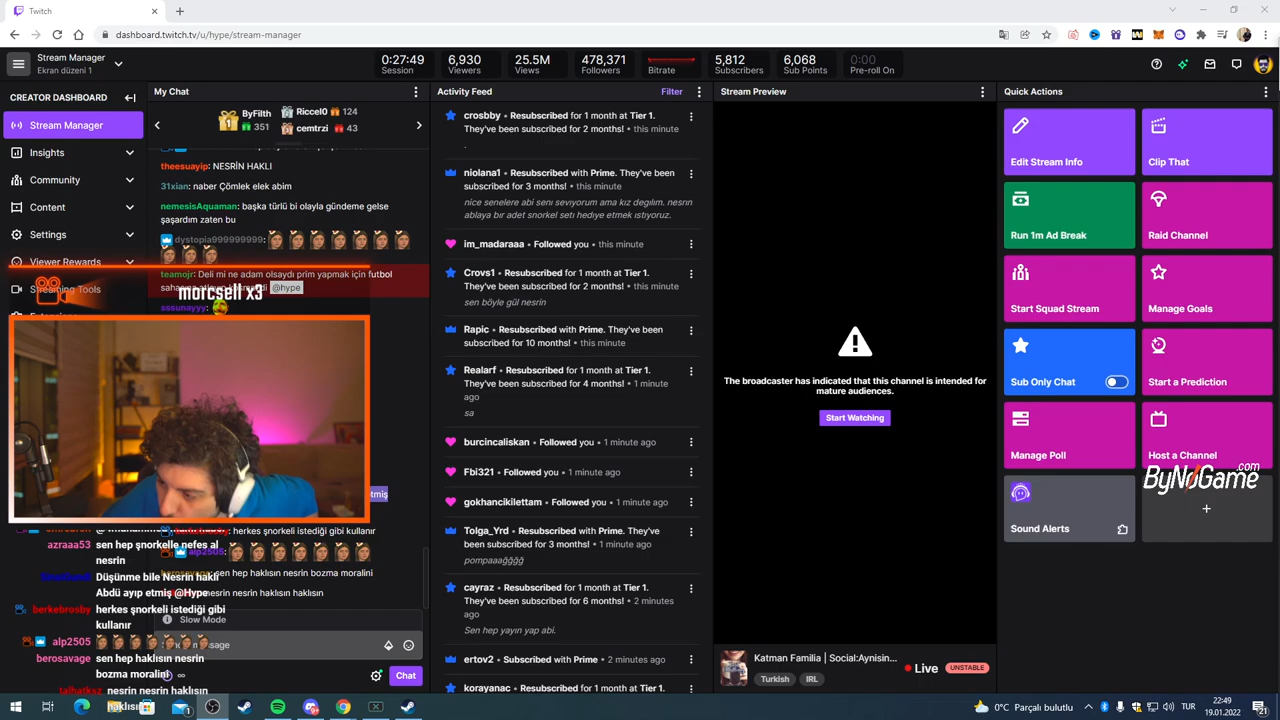 Twitch
dashboard.twitch.tv/u/hype/stream-manager
Stream Manager
Ekran düzeni 1
0:27:49
Session
6,930
Viewers
25.5M
Views
478,371
Followers
Bitrate
5,812
Subscribers
6,068
Sub Points
0:00
Pre-roll On
CREATOR DASHBOARD
Stream Manager
Insights
Community
Content
Settings
Viewer Rewards
Streaming Tools
morcsell x3
My Chat
1
ByFilth
351
Riccel0 124
cemtrzi 43
theesuayip: NESRİN HAKLI
31xian: naber Çömlek elek abim
nemesisAquaman: başka türlü bi olayla gündeme gelse
şaşardım zaten bu
dystopia999999999:
teamojr: Deli mi ne adam olsaydı prim yapmak için futbol
@hype
sssunayyy:
: herkes şnorkeli istediği gibi kullanır
alp2505:
berosavage: sen hep haklısın nesrin bozma moralini
nesrin nesrin haklısın haklısın
Slow Mode
Chat
azraaa53 sen hep şnorkelle nefes al
nesrin
Düşünme bile Nesrin haklı
Abdü ayıp etmiş @Hype
berkebrosby herkes şnorkeli istediği gibi
kullanır
alp2505
berosavage sen hep haklısın nesrin
bozma moralini
talhatksz nesrin nesrin haklısın
haklısın
Activity Feed
Filter
crosbby • Resubscribed for 1 month at Tier 1.
They've been subscribed for 2 months! • this minute
.
niolana1 • Resubscribed with Prime. They've been
subscribed for 3 months! • this minute
nice senelere abi seni sevıyorum ama kız degılım. nesrın
ablaya bır adet snorkel seti hedıye etmek ıstıyoruz.
im_madaraaa • Followed you • this minute
Crovs1 • Resubscribed for 1 month at Tier 1.
They've been subscribed for 2 months! • this minute
sen böyle gül nesrin
Rapic • Resubscribed with Prime. They've been
subscribed for 10 months! • this minute
Realarf • Resubscribed for 1 month at Tier 1.
They've been subscribed for 4 months! • 1 minute
ago
sa
burcincaliskan • Followed you • 1 minute ago
Fbi321 • Followed you • 1 minute ago
gokhancikilettam • Followed you • 1 minute ago
Tolga_Yrd • Resubscribed with Prime. They've
been subscribed for 3 months! • 1 minute ago
pompaaağğğğ
cayraz • Resubscribed for 1 month at Tier 1.
They've been subscribed for 6 months! • 2 minutes
ago
Sen hep yayın yap abi.
ertov2 • Subscribed with Prime • 2 minutes ago
korayanac • Resubscribed for 1 month at Tier 1.
Stream Preview
The broadcaster has indicated that this channel is intended for
mature audiences.
Start Watching
Katman Familia | Social:Aynisin...
Turkish
IRL
Live
UNSTABLE
Quick Actions
Edit Stream Info
Clip That
Run 1m Ad Break
Raid Channel
Start Squad Stream
Manage Goals
Sub Only Chat
Start a Prediction
Manage Poll
Host a Channel
ByNoGame.com
Sound Alerts
0°C Parçalı bulutlu
TUR
22:49
19.01.2022
21